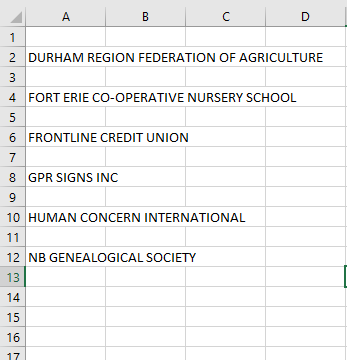 A B C D
1
2 DURHAM REGION FEDERATION OF AGRICULTURE
3
4 FORT ERIE CO-OPERATIVE NURSERY SCHOOL
5
6 FRONTLINE CREDIT UNION
7
8 GPR SIGNS INC
9
10 HUMAN CONCERN INTERNATIONAL
11
12 NB GENEALOGICAL SOCIETY
13
14
15
16
17